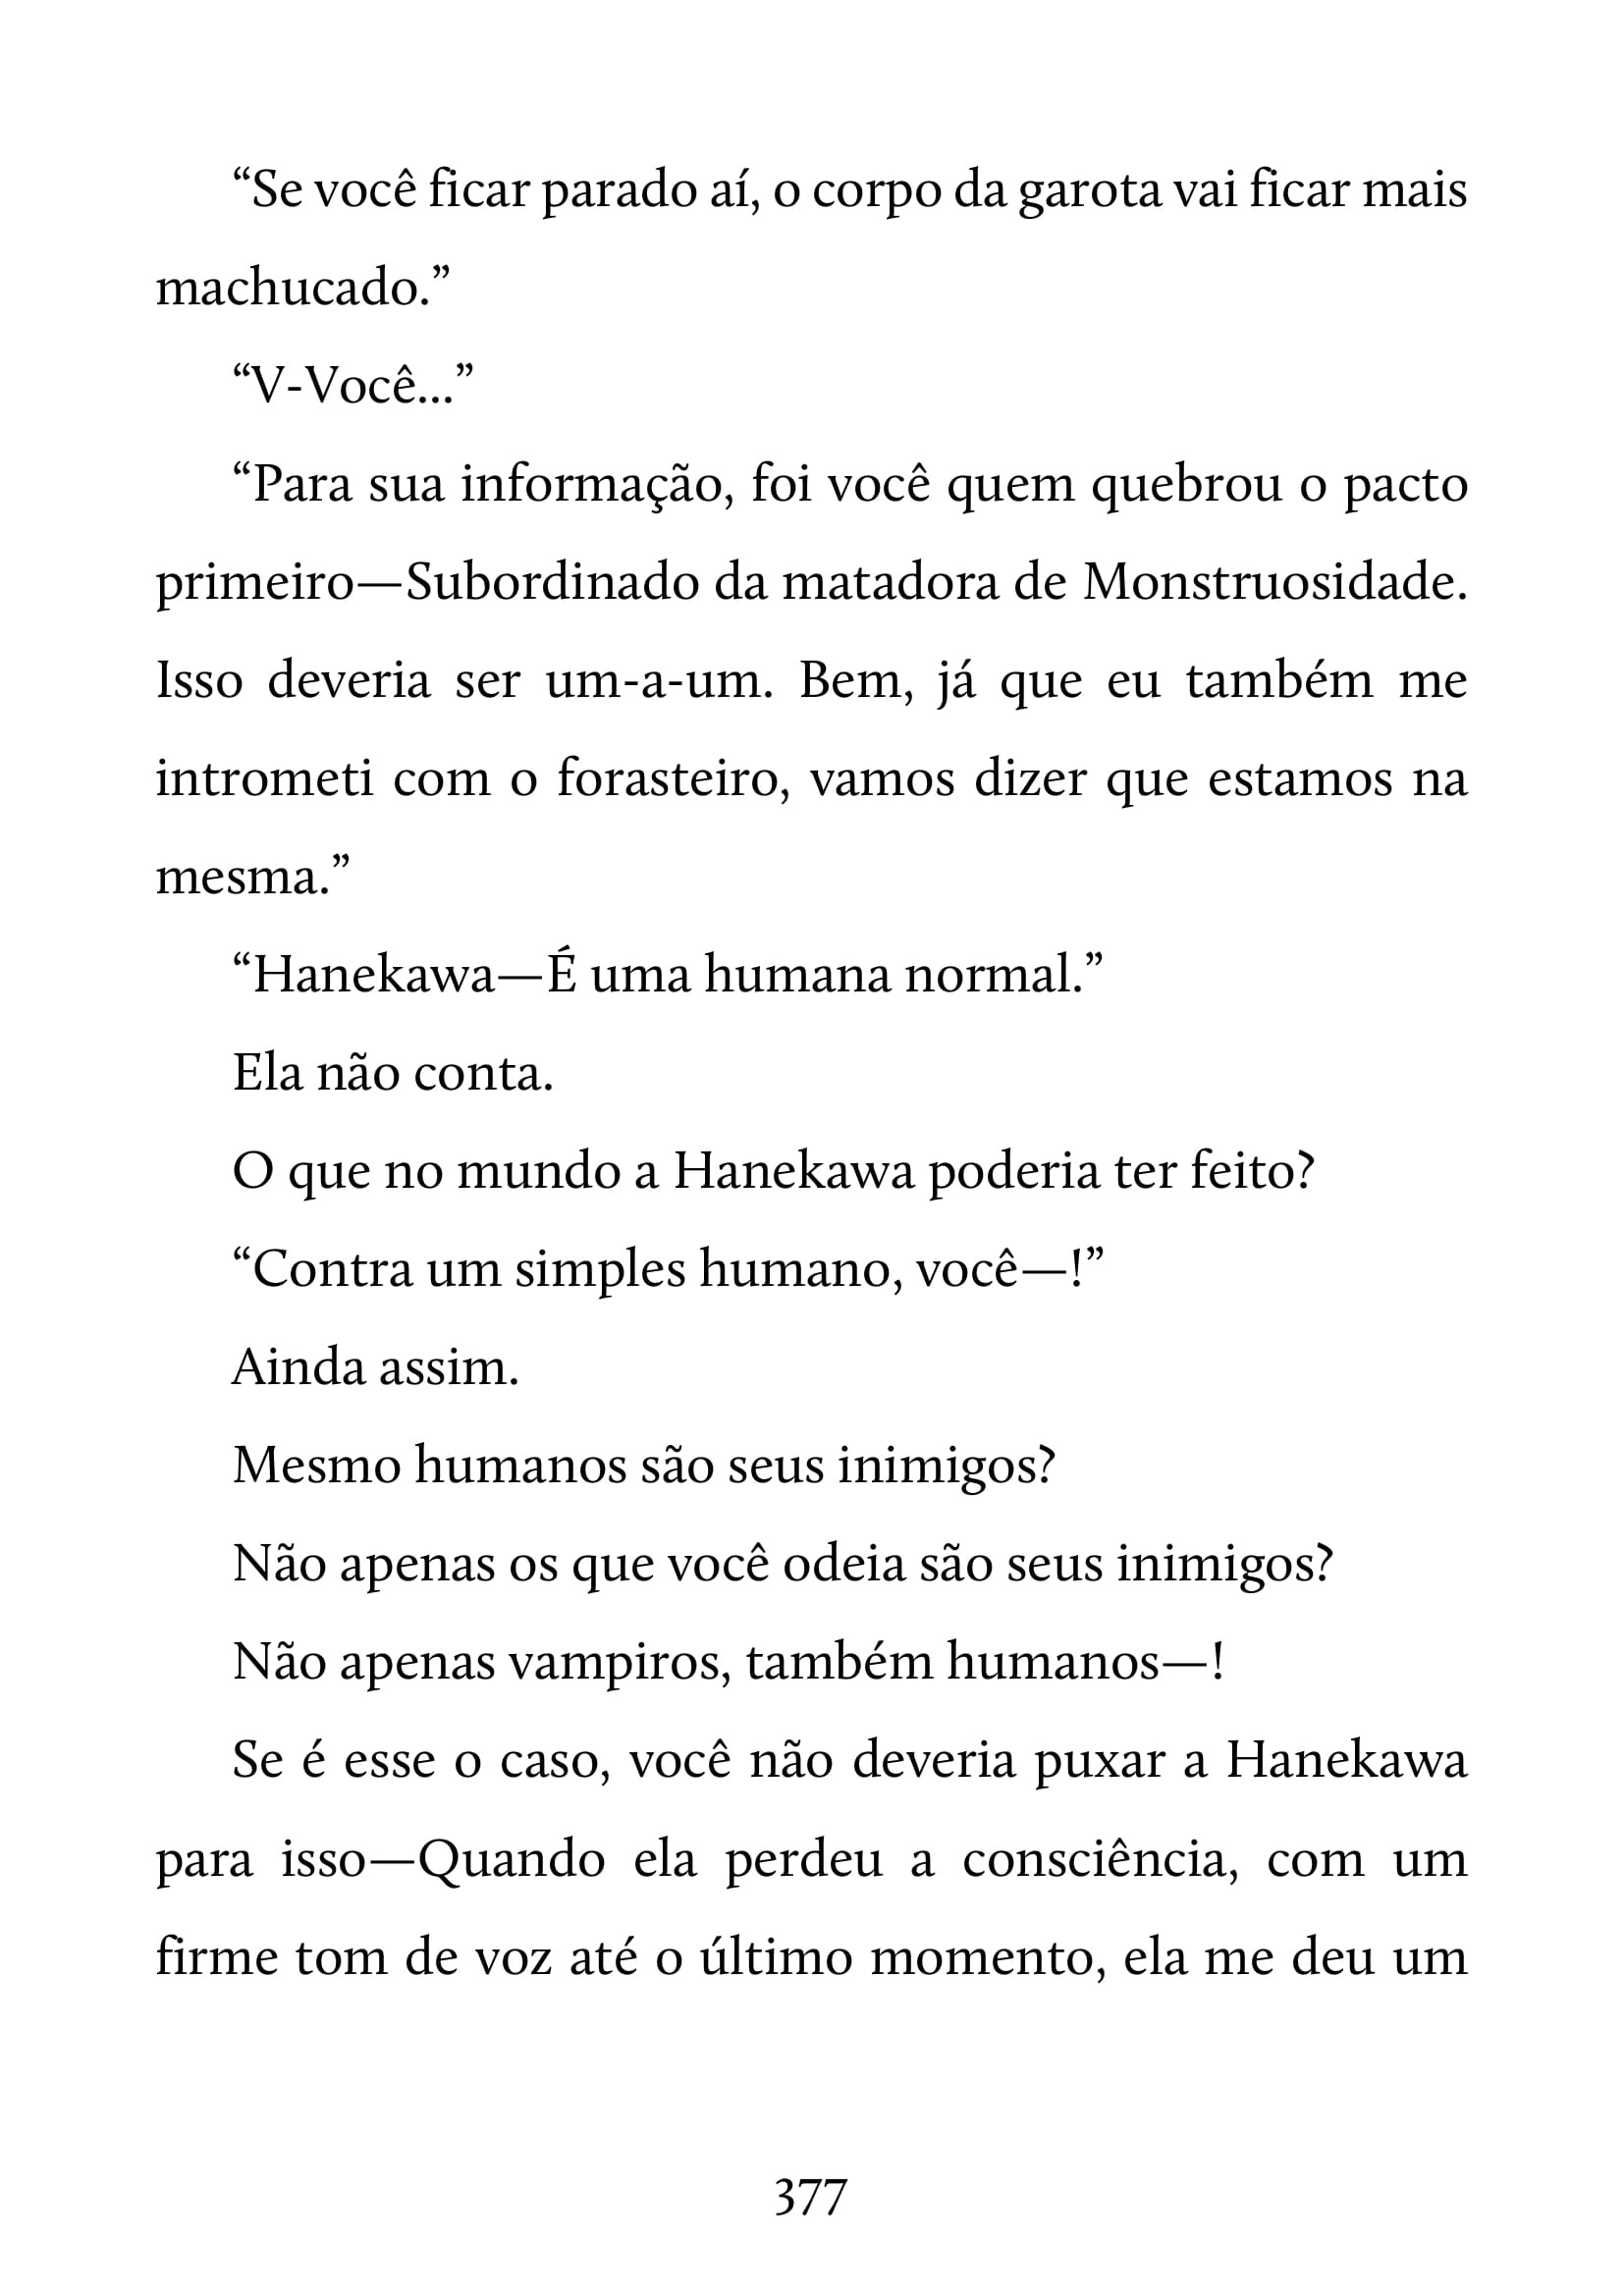 “Se você ficar parado aí, o corpo da garota vai ficar mais
machucado.”
“V-Você...”
“Para sua informação, foi você quem quebrou o pacto
primeiro—Subordinado da matadora de Monstruosidade.
Isso deveria ser um-a-um. Bem, já que eu também me
intrometi com o forasteiro, vamos dizer que estamos na
mesma.”
“Hanekawa—É uma humana normal.”
Ela não conta.
O que no mundo a Hanekawa poderia ter feito?
“Contra um simples humano, você—!”
Ainda assim.
Mesmo humanos são seus inimigos?
Não apenas os que você odeia são seus inimigos?
Não apenas vampiros, também humanos—!
Se é esse o caso, você não deveria puxar a Hanekawa
para isso—Quando ela perdeu a consciência, com um
firme tom de voz até o último momento, ela me deu um
377